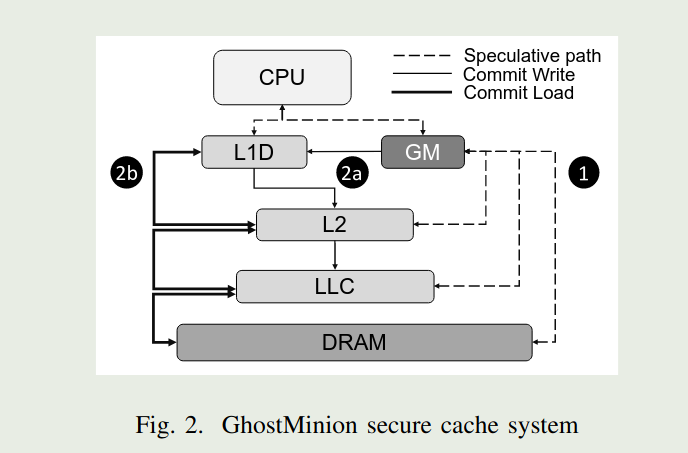 CPU
Speculative path
Commit Write
Commit Load
L1D
GM
2b
2a
1
L2
LLC
DRAM
Fig. 2. GhostMinion secure cache system